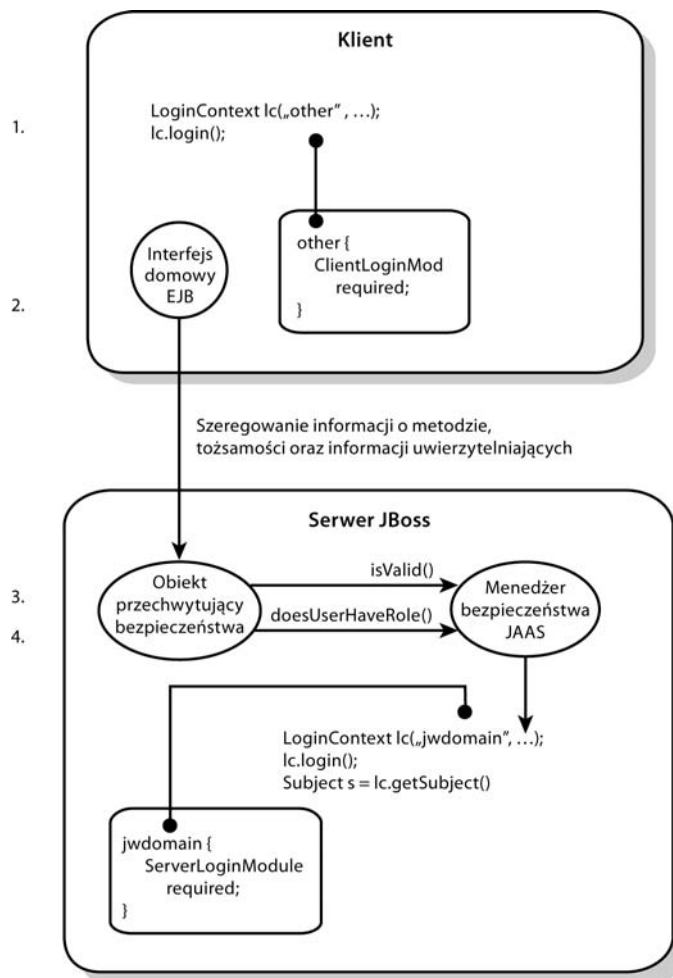 Klient
1.
LoginContext lc(„other” , …);
lc.login();
Interfejs
domowy
EJB
other {
ClientLoginMod
required;
}
2.
Szeregowanie informacji o metodzie,
tożsamości oraz informacji uwierzytelniających
Serwer JBoss
3.
4.
Obiekt
przechwytujący
bezpieczeństwa
isValid()
doesUserHaveRole()
Menedżer
bezpieczeństwa
JAAS
LoginContext lc(„jwdomain”, …);
lc.login();
Subject s = lc.getSubject()
jwdomain {
ServerLoginModule
required;
}